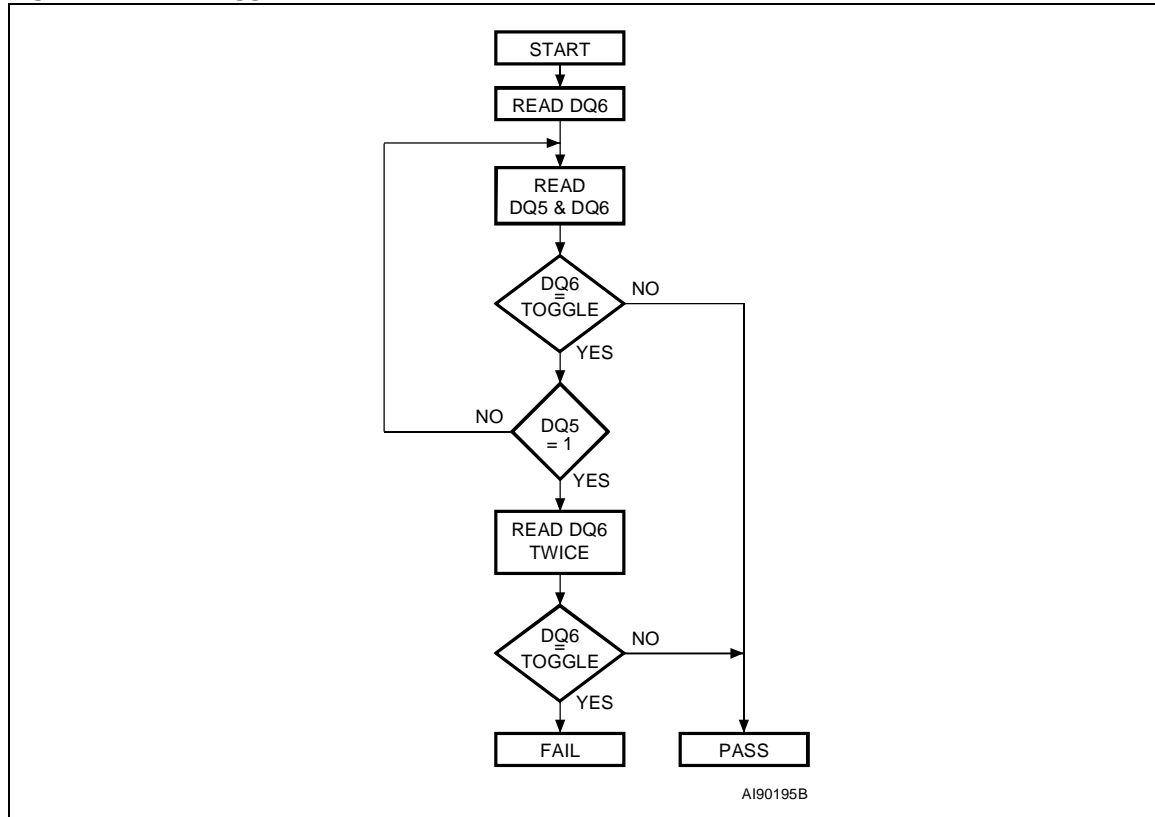 START
READ DQ6
READ
DQ5 & DQ6
DQ6
=
TOGGLE
NO
YES
NO
DQ5
= 1
YES
READ DQ6
TWICE
DQ6
=
TOGGLE
NO
YES
FAIL
PASS
AI90195B